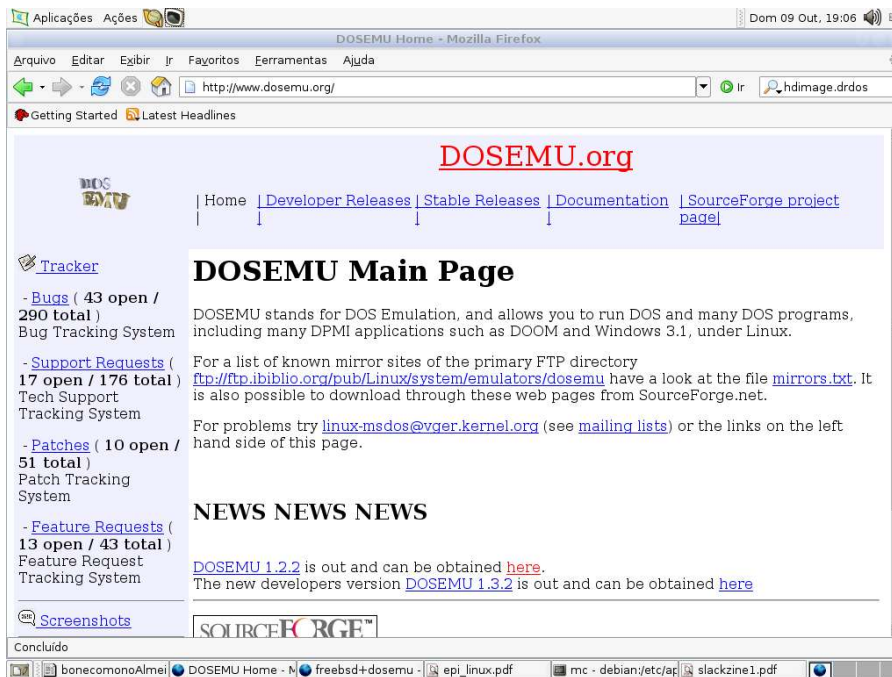 Aplicações Ações Dom 09 Out, 19:06
DOSEMU Home - Mozilla Firefox
Arquivo Editar Exibir Ir Favoritos Ferramentas Ajuda
http://www.dosemu.org/ Ir hdimage.drdos
Getting Started Latest Headlines
DOSEMU.org
DOS
EMU
| Home | | Developer Releases | | Stable Releases | | Documentation | | SourceForge project page|
Tracker
- Bugs ( 43 open /
290 total )
Bug Tracking System
- Support Requests (
17 open / 176 total )
Tech Support
Tracking System
- Patches ( 10 open /
51 total )
Patch Tracking
System
- Feature Requests (
13 open / 43 total )
Feature Request
Tracking System
Screenshots
DOSEMU Main Page
DOSEMU stands for DOS Emulation, and allows you to run DOS and many DOS programs,
including many DPMI applications such as DOOM and Windows 3.1, under Linux.
For a list of known mirror sites of the primary FTP directory
ftp://ftp.ibiblio.org/pub/Linux/system/emulators/dosemu have a look at the file mirrors.txt. It
is also possible to download through these web pages from SourceForge.net.
For problems try linux-msdos@vger.kernel.org (see mailing lists) or the links on the left
hand side of this page.
NEWS NEWS NEWS
DOSEMU 1.2.2 is out and can be obtained here.
The new developers version DOSEMU 1.3.2 is out and can be obtained here
SOURCEFORGE™
Concluído
bonecomonoAlmei DOSEMU Home - M freebsd+dosemu - epi_linux.pdf mc - debian:/etc/ap slackzine1.pdf